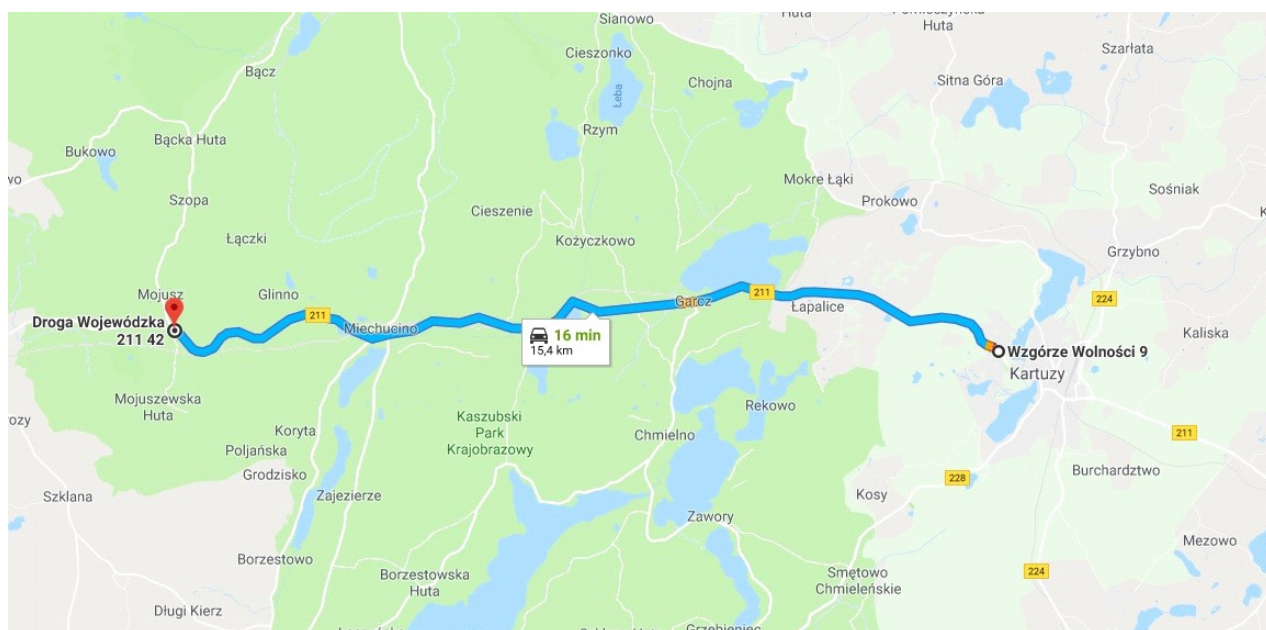 Sianowo
Huta
Huta
Szarłata
Cieszonko
Bącz
Chojna
Sitna Góra
Łeba
Rzym
Bącka Huta
Bukowo
Mokre Łąki
Sośniak
Szopa
Prokowo
Cieszenie
Łączki
Kożyczkowo
Grzybno
Mojusz
Glinno
211
Garcz
211
Łapalice
224
Droga Wojewódzka
211 42
Miechucino
16 min
15,4 km
Kaliska
Wzgórze Wolności 9
Kartuzy
Mojuszewska
Huta
Kaszubski
Park
Krajobrazowy
Rekowo
Koryta
Chmielno
211
Poljańska
Grodzisko
Burchardztwo
228
Szklana
Zajezierze
Kosy
Zawory
Mezowo
Borzestowo
Borzestowska
Huta
224
Smętowo
Chmieleńskie
Długi Kierz